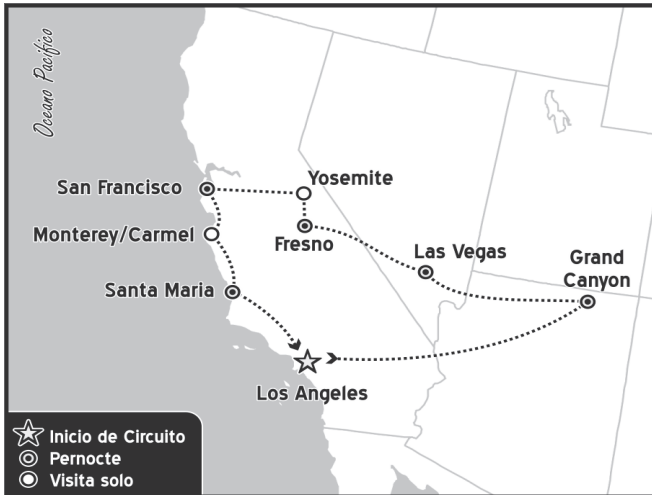 Oceano Pacifico
San Francisco
Yosemite
Monterey/Carmel
Fresno
Las Vegas
Grand
Canyon
Santa Maria
Los Angeles
Inicio de Circuito
Pernocte
Visita solo